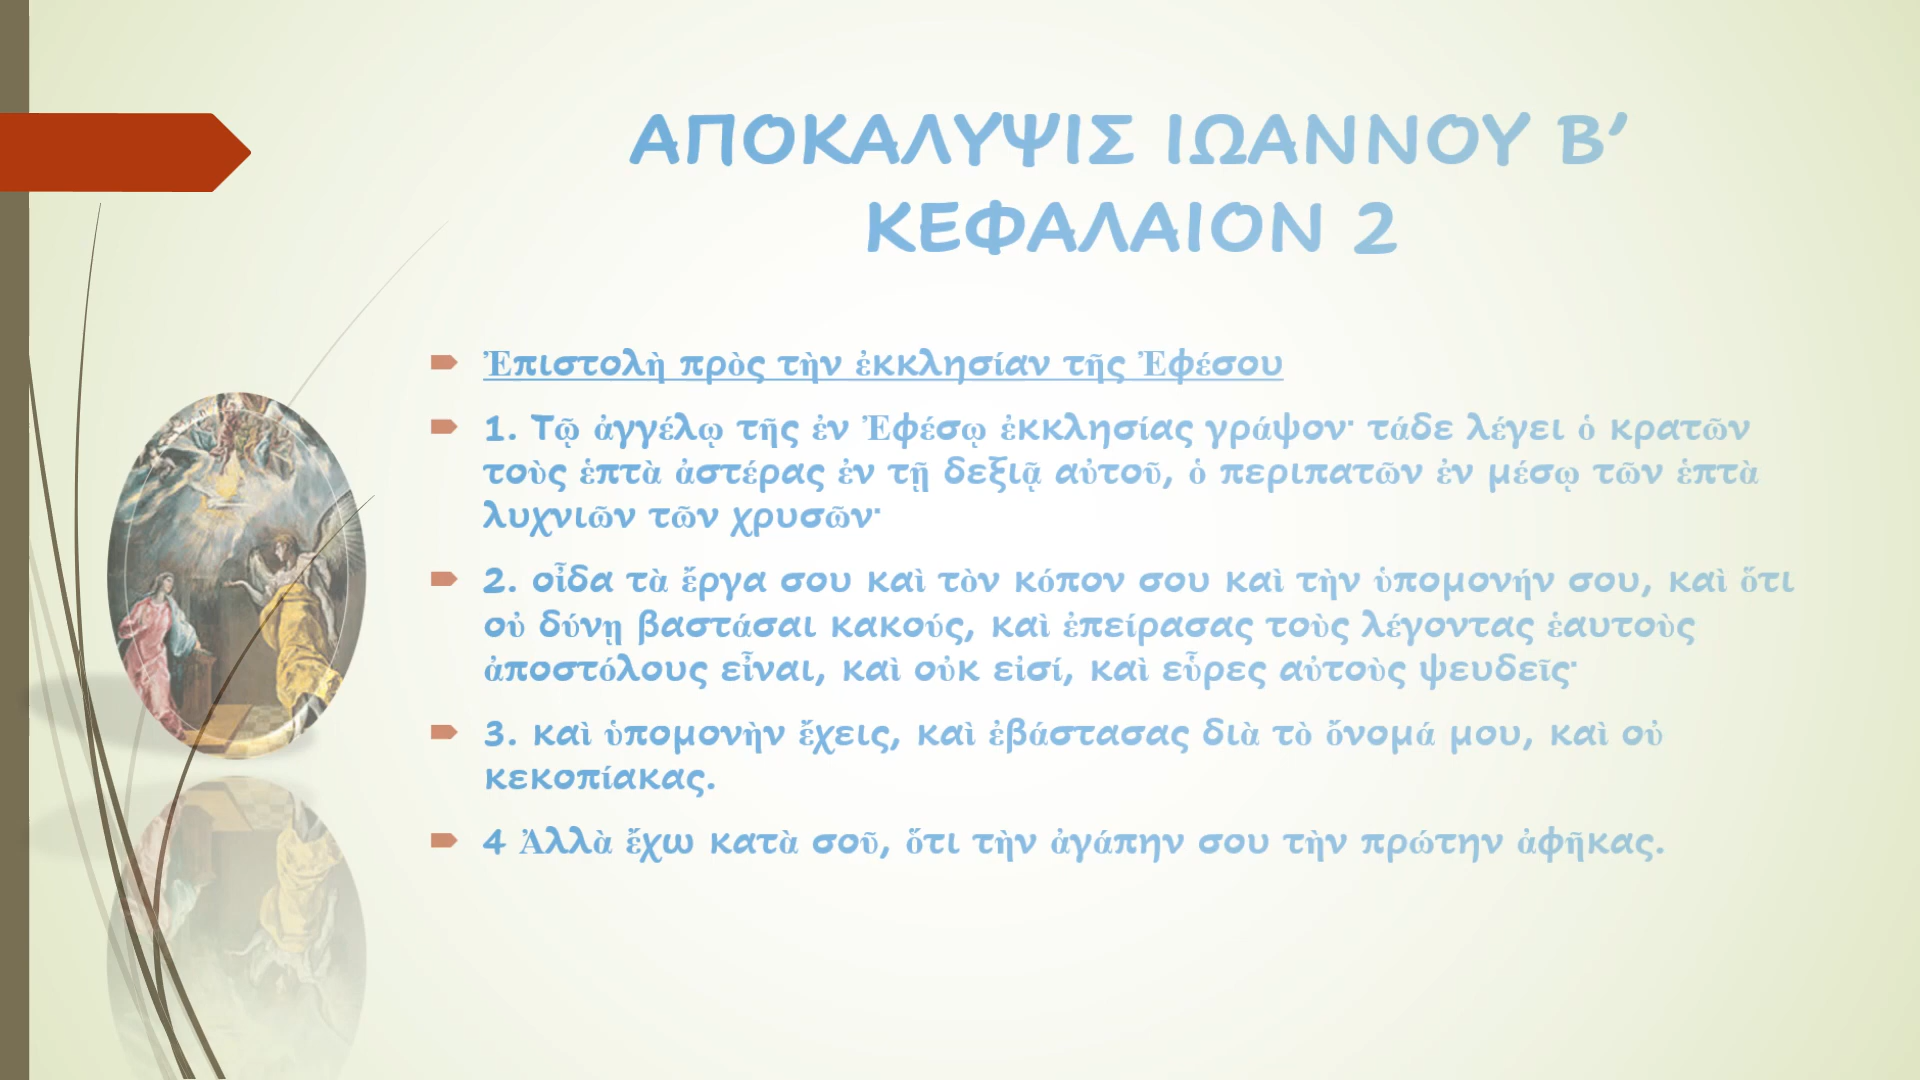 ΑΠΟΚΑΛΥΨΙΣ ΙΩΑΝΝΟΥ Β’
ΚΕΦΑΛΑΙΟΝ 2
Ἐπιστολὴ πρὸς τὴν ἐκκλησίαν τῆς Ἐφέσου
1. Τῷ ἀγγέλῳ τῆς ἐν Ἐφέσῳ ἐκκλησίας γράψον· τάδε λέγει ὁ κρατῶν
τοὺς ἑπτὰ ἀστέρας ἐν τῇ δεξιᾷ αὐτοῦ, ὁ περιπατῶν ἐν μέσῳ τῶν ἑπτὰ
λυχνιῶν τῶν χρυσῶν·
2. οἶδα τὰ ἔργα σου καὶ τὸν κόπον σου καὶ τὴν ὑπομονήν σου, καὶ ὅτι
οὐ δύνῃ βαστάσαι κακούς, καὶ ἐπείρασας τοὺς λέγοντας ἑαυτοὺς
ἀποστόλους εἶναι, καὶ οὐκ εἰσί, καὶ εὗρες αὐτοὺς ψευδεῖς·
3. καὶ ὑπομονὴν ἔχεις, καὶ ἐβάστασας διὰ τὸ ὄνομά μου, καὶ οὐ
κεκοπίακας.
4 Ἀλλὰ ἔχω κατὰ σοῦ, ὅτι τὴν ἀγάπην σου τὴν πρώτην ἀφῆκας.